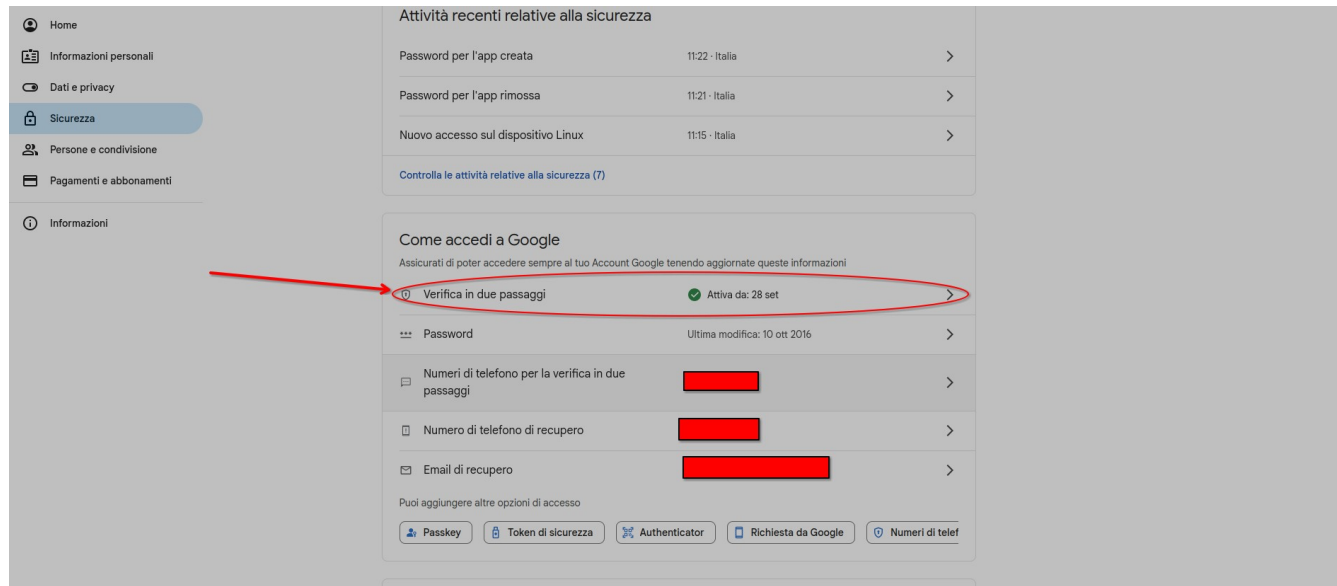 Home
Informazioni personali
Dati e privacy
Sicurezza
Persone e condivisione
Pagamenti e abbonamenti
Informazioni
Attività recenti relative alla sicurezza
Password per l'app creata 11:22 · Italia
Password per l'app rimossa 11:21 · Italia
Nuovo accesso sul dispositivo Linux 11:15 · Italia
Controlla le attività relative alla sicurezza (7)
Come accedi a Google
Assicurati di poter accedere sempre al tuo Account Google tenendo aggiornate queste informazioni
Verifica in due passaggi Attiva da: 28 set
Password Ultima modifica: 10 ott 2016
Numeri di telefono per la verifica in due
passaggi
Numero di telefono di recupero
Email di recupero
Puoi aggiungere altre opzioni di accesso
Passkey Token di sicurezza Authenticator Richiesta da Google Numeri di telef